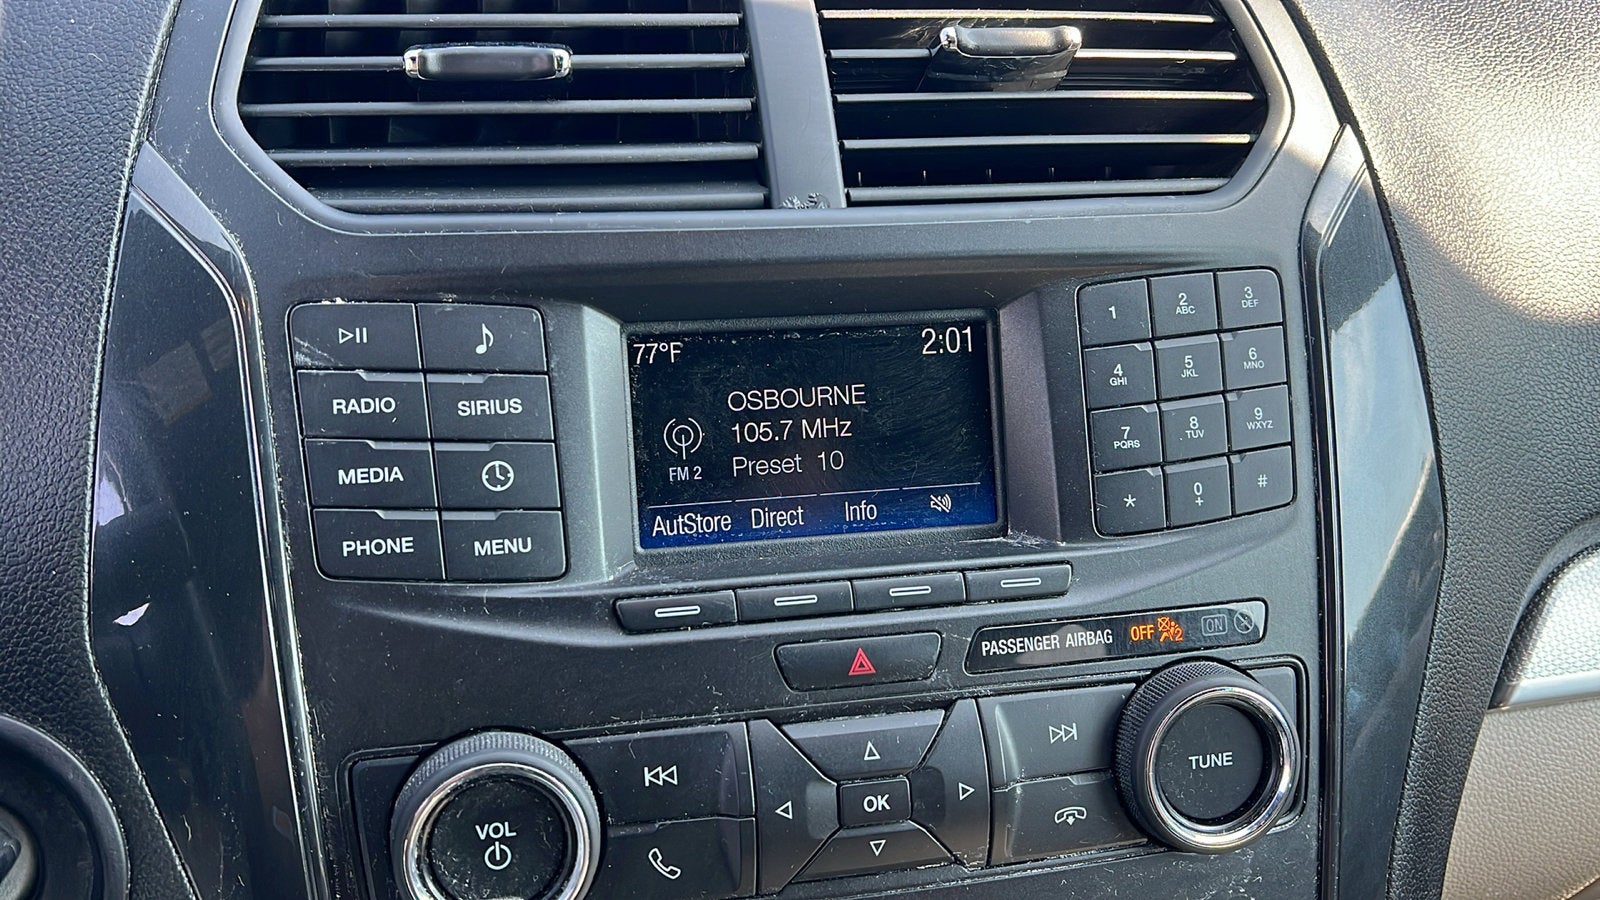 77°F 2:01
OSBOURNE
105.7 MHz
FM 2 Preset 10
AutStore Direct Info
RADIO SIRIUS
MEDIA
PHONE MENU
1 2 ABC 3 DEF
4 GHI 5 JKL 6 MNO
7 PQRS 8 TUV 9 WXYZ
* 0 + #
PASSENGER AIRBAG OFF 2 ON
VOL
OK
TUNE